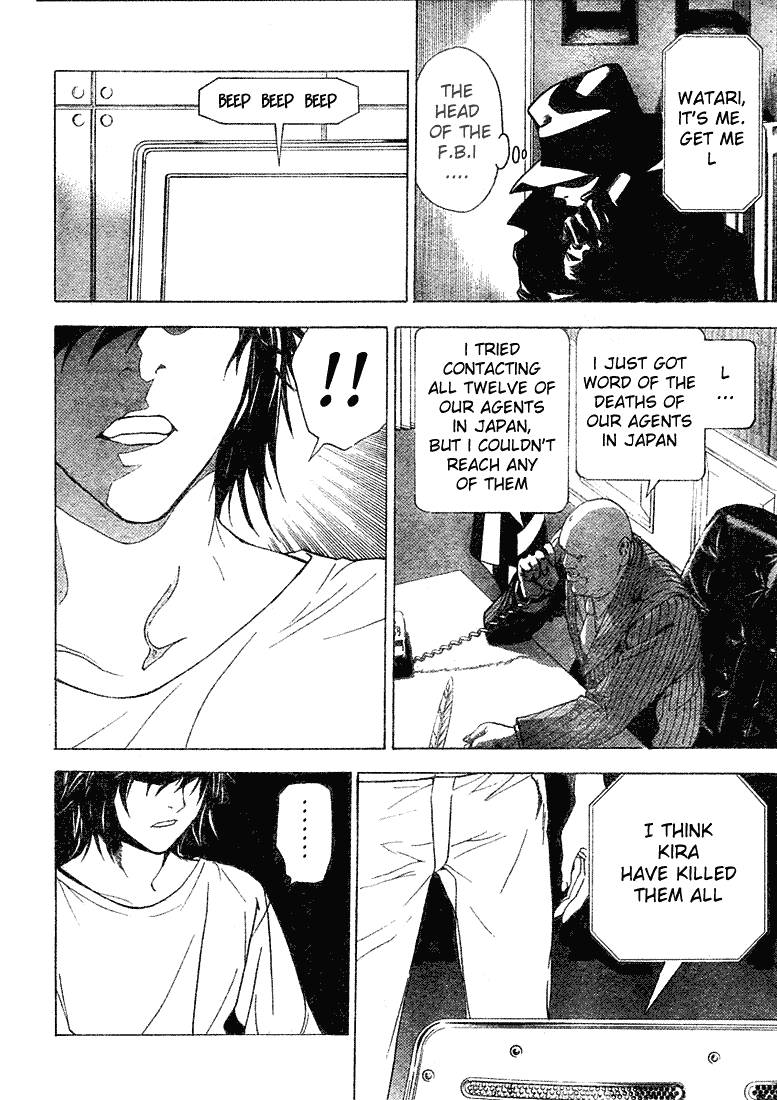 WATARI,
IT'S ME.
GET ME
L
THE
HEAD
OF THE
F.B.I
....
BEEP BEEP BEEP
L
...
I JUST GOT
WORD OF THE
DEATHS OF
OUR AGENTS
IN JAPAN
I TRIED
CONTACTING
ALL TWELVE OF
OUR AGENTS
IN JAPAN,
BUT I COULDN'T
REACH ANY
OF THEM
!!
I THINK
KIRA
HAVE KILLED
THEM ALL
........